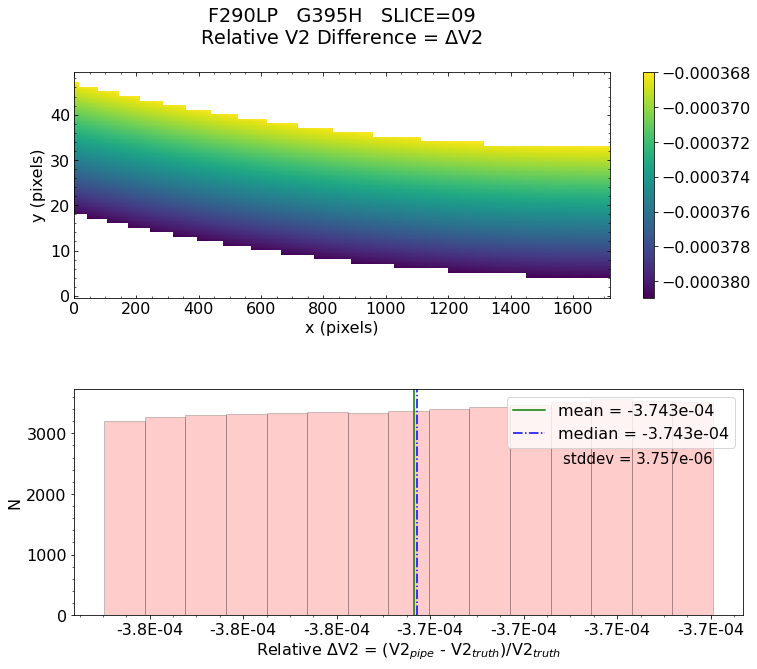 F290LP G395H SLICE=09
Relative V2 Difference = ΔV2
y (pixels)
40
30
20
10
0
0 200 400 600 800 1000 1200 1400 1600
x (pixels)
−0.000368
−0.000370
−0.000372
−0.000374
−0.000376
−0.000378
−0.000380
N
3000
2000
1000
0
mean = -3.743e-04
median = -3.743e-04
stddev = 3.757e-06
-3.8E-04 -3.8E-04 -3.8E-04 -3.7E-04 -3.7E-04 -3.7E-04 -3.7E-04
Relative ΔV2 = (V2pipe - V2truth)/V2truth